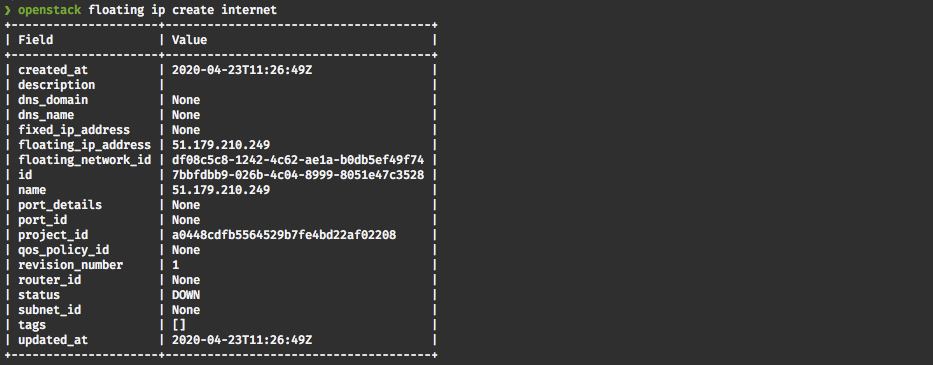 ❯ openstack floating ip create internet
+---------------------+--------------------------------------+
| Field               | Value                                |
+---------------------+--------------------------------------+
| created_at          | 2020-04-23T11:26:49Z                 |
| description         |                                      |
| dns_domain          | None                                 |
| dns_name            | None                                 |
| fixed_ip_address    | None                                 |
| floating_ip_address | 51.179.210.249                       |
| floating_network_id | df08c5c8-1242-4c62-ae1a-b0db5ef49f74 |
| id                  | 7bbfdbb9-026b-4c04-8999-8051e47c3528 |
| name                | 51.179.210.249                       |
| port_details        | None                                 |
| port_id             | None                                 |
| project_id          | a0448cdfb5564529b7fe4bd22af02208     |
| qos_policy_id       | None                                 |
| revision_number     | 1                                    |
| router_id           | None                                 |
| status              | DOWN                                 |
| subnet_id           | None                                 |
| tags                | []                                   |
| updated_at          | 2020-04-23T11:26:49Z                 |
+---------------------+--------------------------------------+